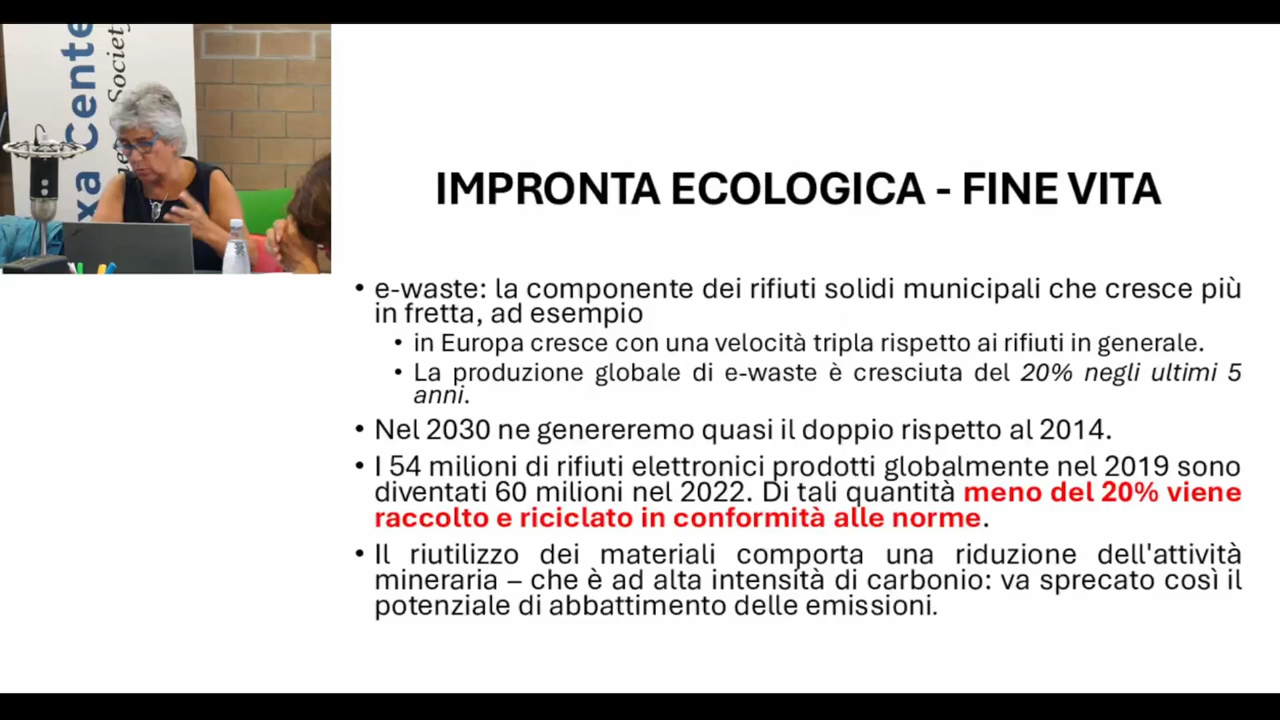 xa Cente
Society
IMPRONTA ECOLOGICA - FINE VITA
• e-waste: la componente dei rifiuti solidi municipali che cresce più
in fretta, ad esempio
• in Europa cresce con una velocità tripla rispetto ai rifiuti in generale.
• La produzione globale di e-waste è cresciuta del 20% negli ultimi 5
anni.
• Nel 2030 ne genereremo quasi il doppio rispetto al 2014.
• I 54 milioni di rifiuti elettronici prodotti globalmente nel 2019 sono
diventati 60 milioni nel 2022. Di tali quantità meno del 20% viene
raccolto e riciclato in conformità alle norme.
• Il riutilizzo dei materiali comporta una riduzione dell'attività
mineraria – che è ad alta intensità di carbonio: va sprecato così il
potenziale di abbattimento delle emissioni.